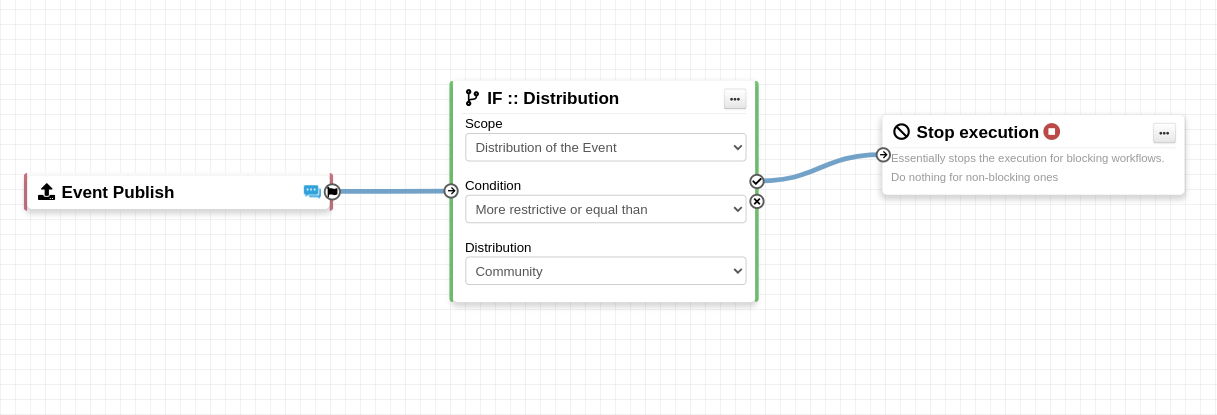 Event Publish
IF :: Distribution
Scope
Distribution of the Event
Condition
More restrictive or equal than
Distribution
Community
Stop execution
Essentially stops the execution for blocking workflows.
Do nothing for non-blocking ones